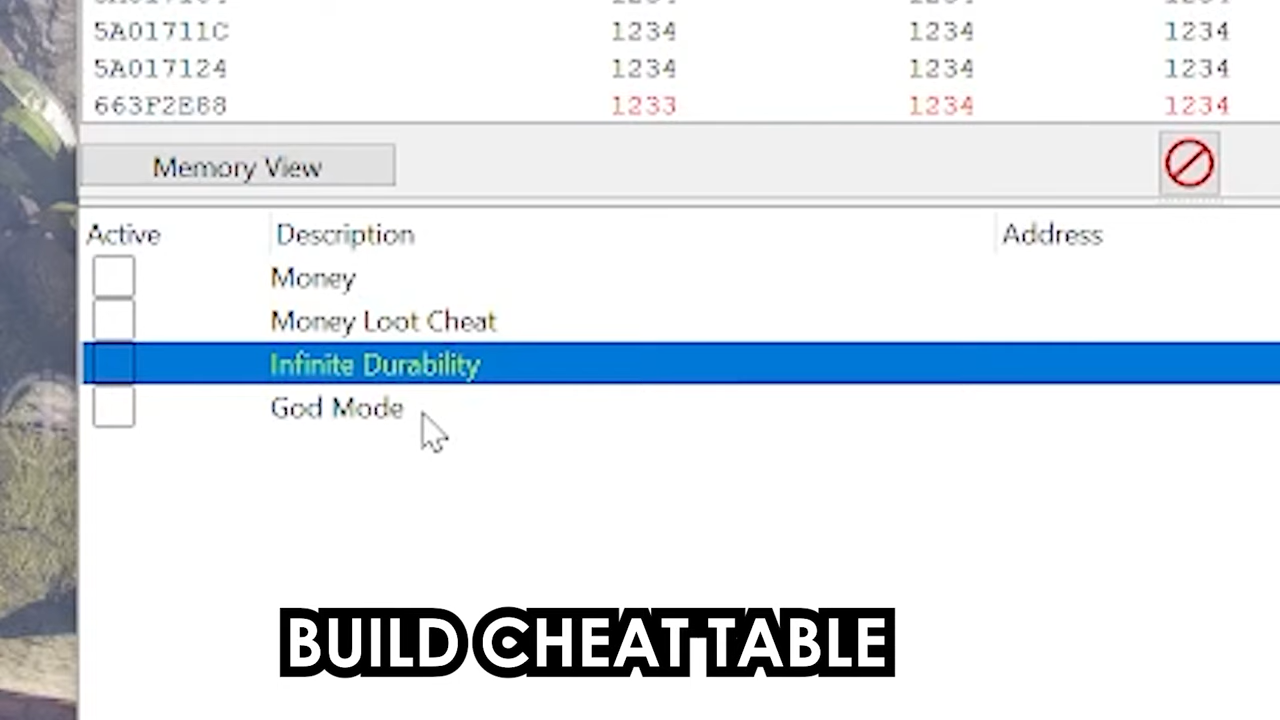 5A01711C 1234 1234 1234
5A017124 1234 1234 1234
663F2E88 1233 1234 1234
Memory View
Active Description Address
Money
Money Loot Cheat
Infinite Durability
God Mode
BUILD CHEAT TABLE